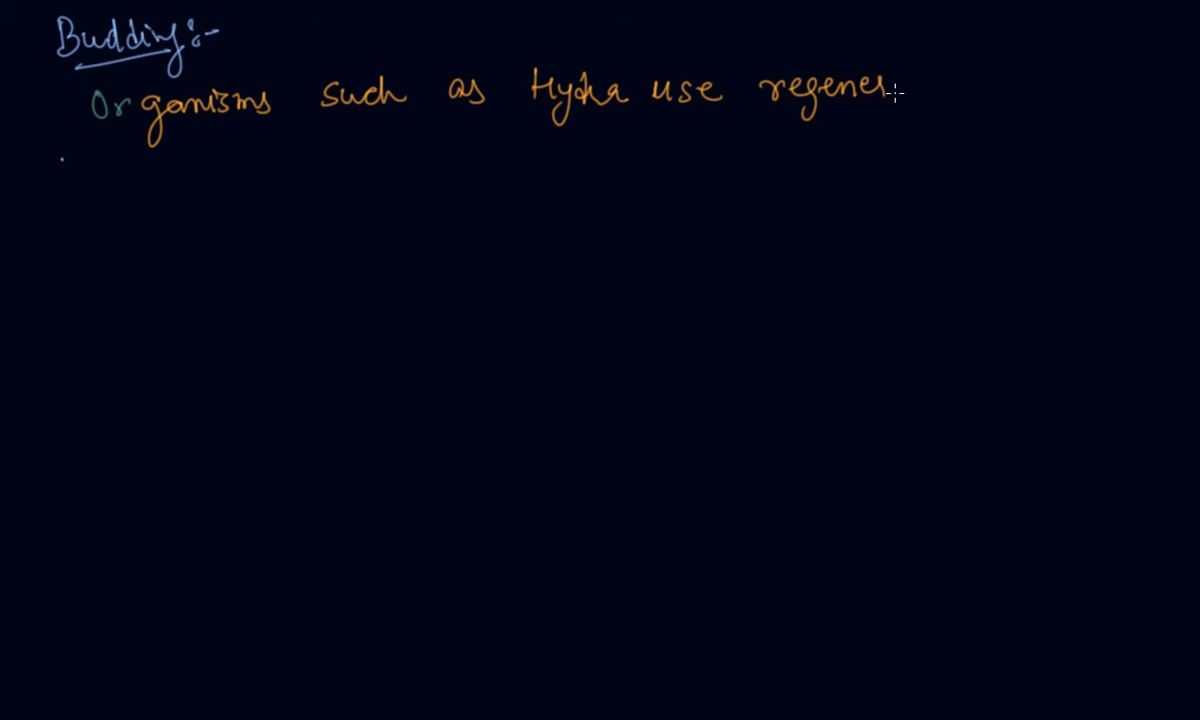 Budding:-
Organisms such as Hydra use regener